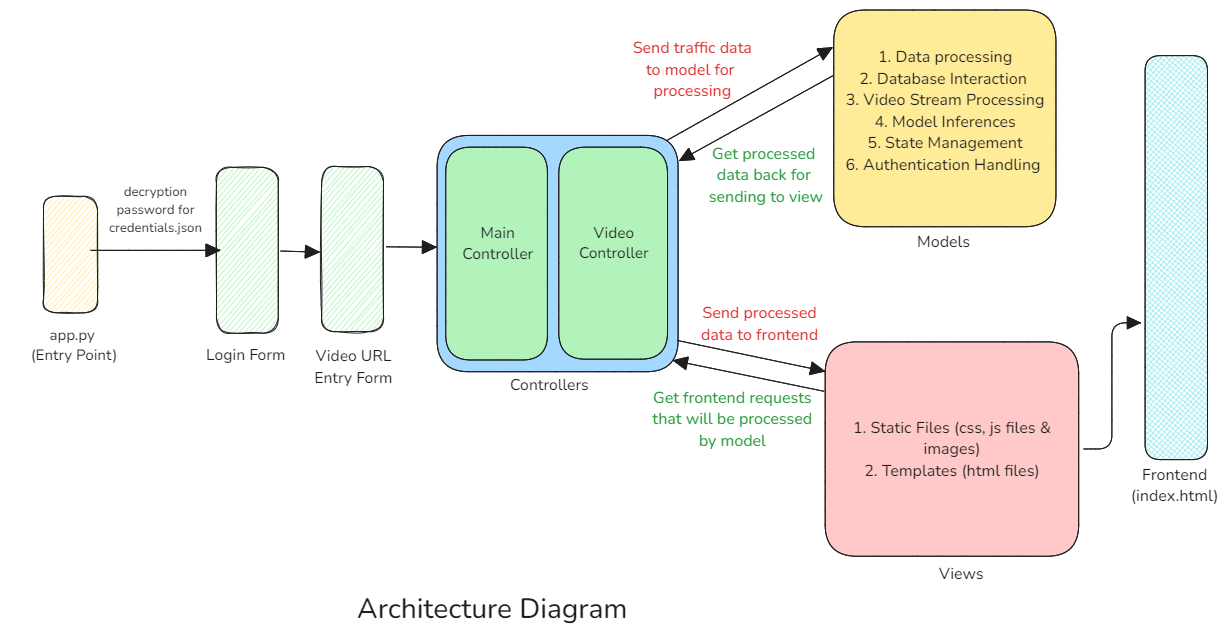 decryption
password for
credentials.json
app.py
(Entry Point)
Login Form
Video URL
Entry Form
Main
Controller
Video
Controller
Controllers
Send traffic data
to model for
processing
Get processed
data back for
sending to view
1. Data processing
2. Database Interaction
3. Video Stream Processing
4. Model Inferences
5. State Management
6. Authentication Handling
Models
Send processed
data to frontend
Get frontend requests
that will be processed
by model
1. Static Files (css, js files &
images)
2. Templates (html files)
Views
Frontend
(index.html)
Architecture Diagram